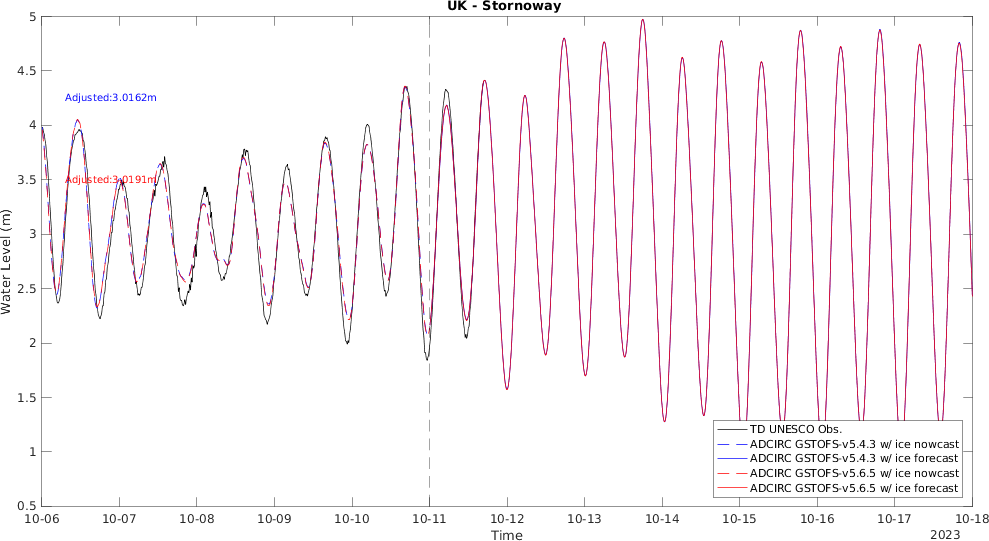 UK - Stornoway
5
4.5
4
3.5
3
2.5
2
1.5
1
0.5
Water Level (m)
Adjusted:3.0162m
Adjusted:3.0191m
TD UNESCO Obs.
ADCIRC GSTOFS-v5.4.3 w/ ice nowcast
ADCIRC GSTOFS-v5.4.3 w/ ice forecast
ADCIRC GSTOFS-v5.6.5 w/ ice nowcast
ADCIRC GSTOFS-v5.6.5 w/ ice forecast
10-06 10-07 10-08 10-09 10-10 10-11 10-12 10-13 10-14 10-15 10-16 10-17 10-18
Time
2023